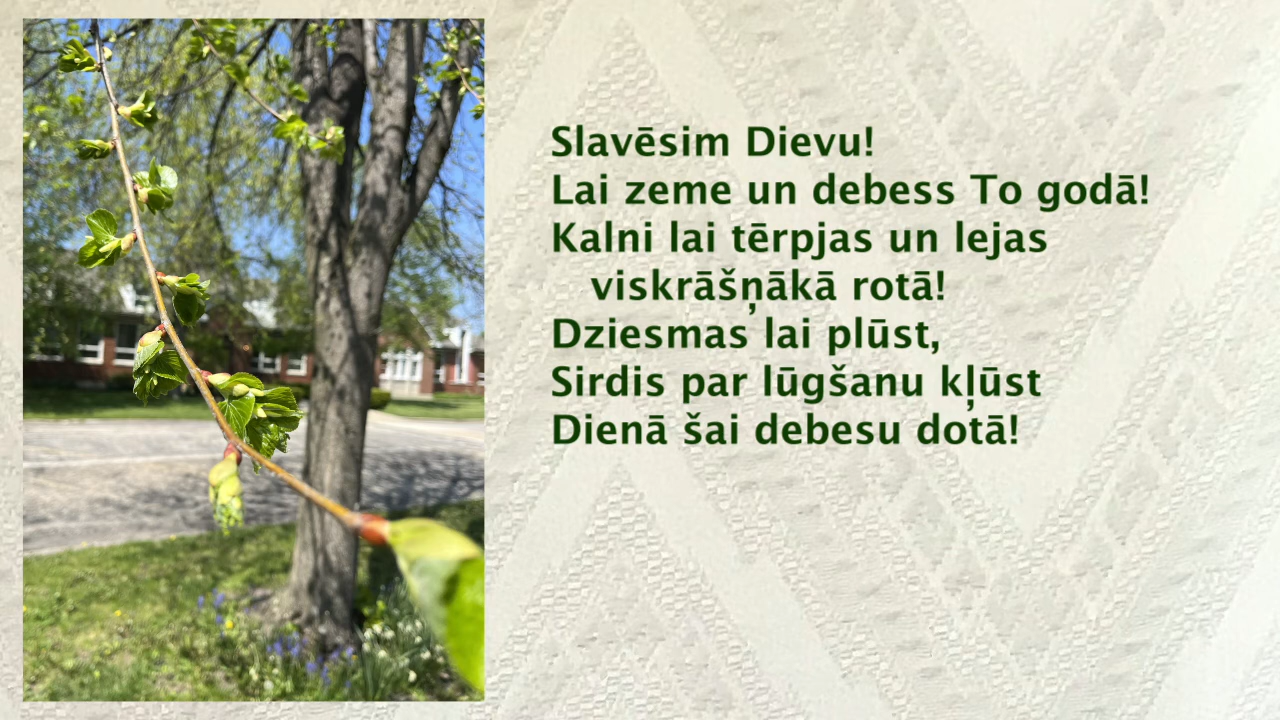 Slavēsim Dievu!
Lai zeme un debess To godā!
Kalni lai tērpjas un lejas
viskrāšņākā rotā!
Dziesmas lai plūst,
Sirdis par lūgšanu kļūst
Dienā šai debesu dotā!